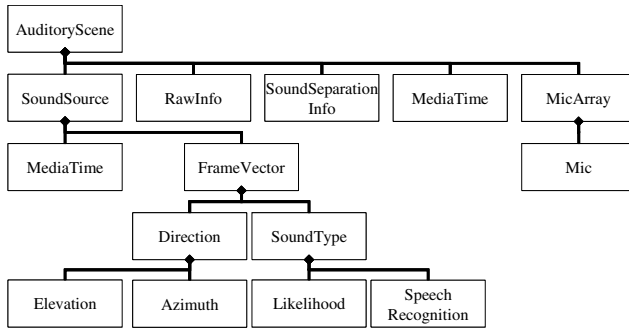 AuditoryScene
SoundSource
RawInfo
SoundSeparation
Info
MediaTime
MicArray
MediaTime
FrameVector
Mic
Direction
SoundType
Elevation
Azimuth
Likelihood
Speech
Recognition